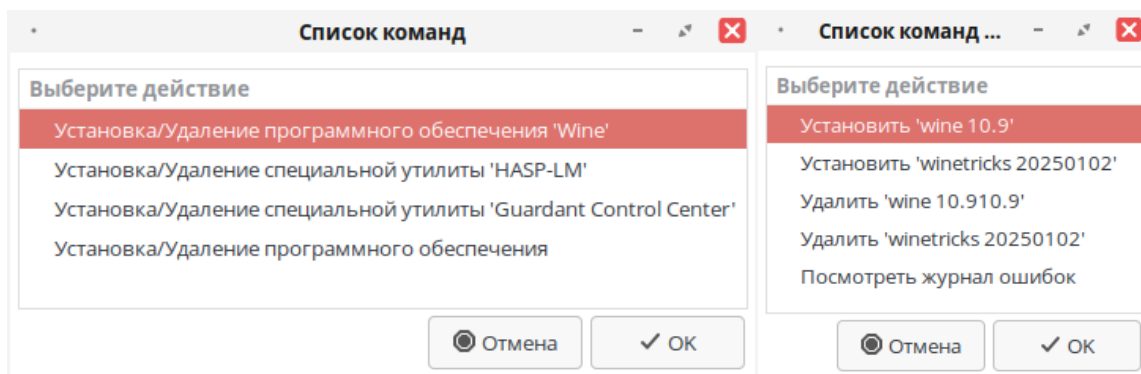 Список команд
Выберите действие
Установка/Удаление программного обеспечения 'Wine'
Установка/Удаление специальной утилиты 'HASP-LM'
Установка/Удаление специальной утилиты 'Guardant Control Center'
Установка/Удаление программного обеспечения
Отмена
OK
Список команд ...
Выберите действие
Установить 'wine 10.9'
Установить 'winetricks 20250102'
Удалить 'wine 10.910.9'
Удалить 'winetricks 20250102'
Посмотреть журнал ошибок
Отмена
OK